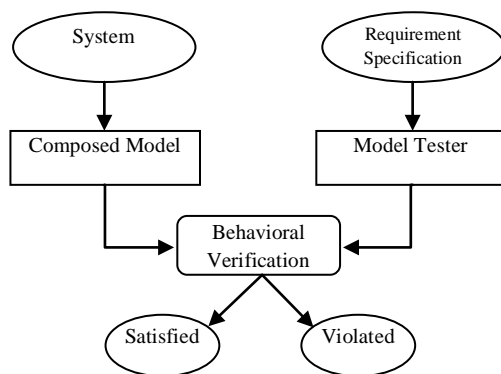 System
Requirement
Specification
Composed Model
Model Tester
Behavioral
Verification
Satisfied
Violated